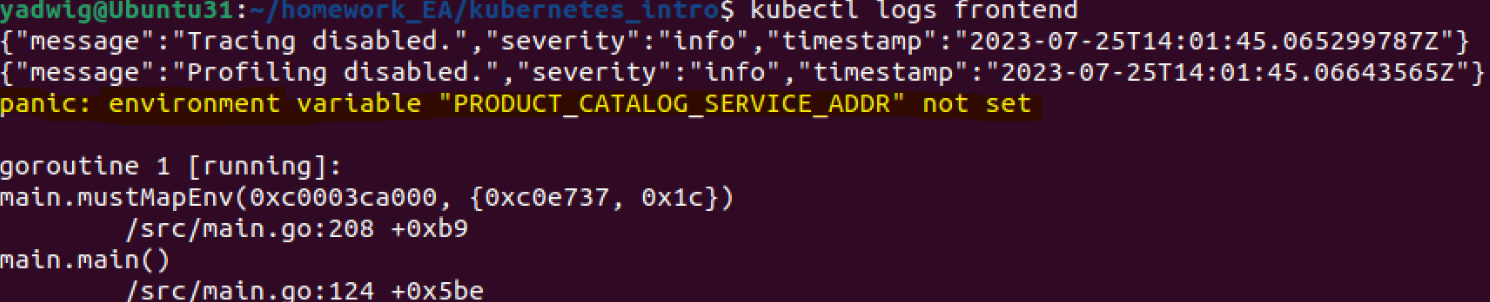 yadwig@Ubuntu31:~/homework_EA/kubernetes_intro$ kubectl logs frontend
{"message":"Tracing disabled.","severity":"info","timestamp":"2023-07-25T14:01:45.065299787Z"}
{"message":"Profiling disabled.","severity":"info","timestamp":"2023-07-25T14:01:45.06643565Z"}
panic: environment variable "PRODUCT_CATALOG_SERVICE_ADDR" not set
goroutine 1 [running]:
main.mustMapEnv(0xc0003ca000, {0xc0e737, 0x1c})
/src/main.go:208 +0xb9
main.main()
/src/main.go:124 +0x5be